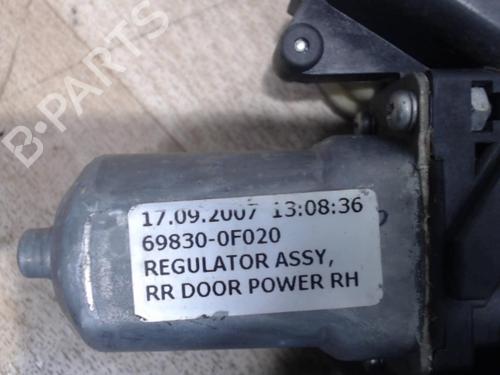 B-PARTS
17.09.2007 13:08:36
69830-0F020
REGULATOR ASSY,
RR DOOR POWER RH